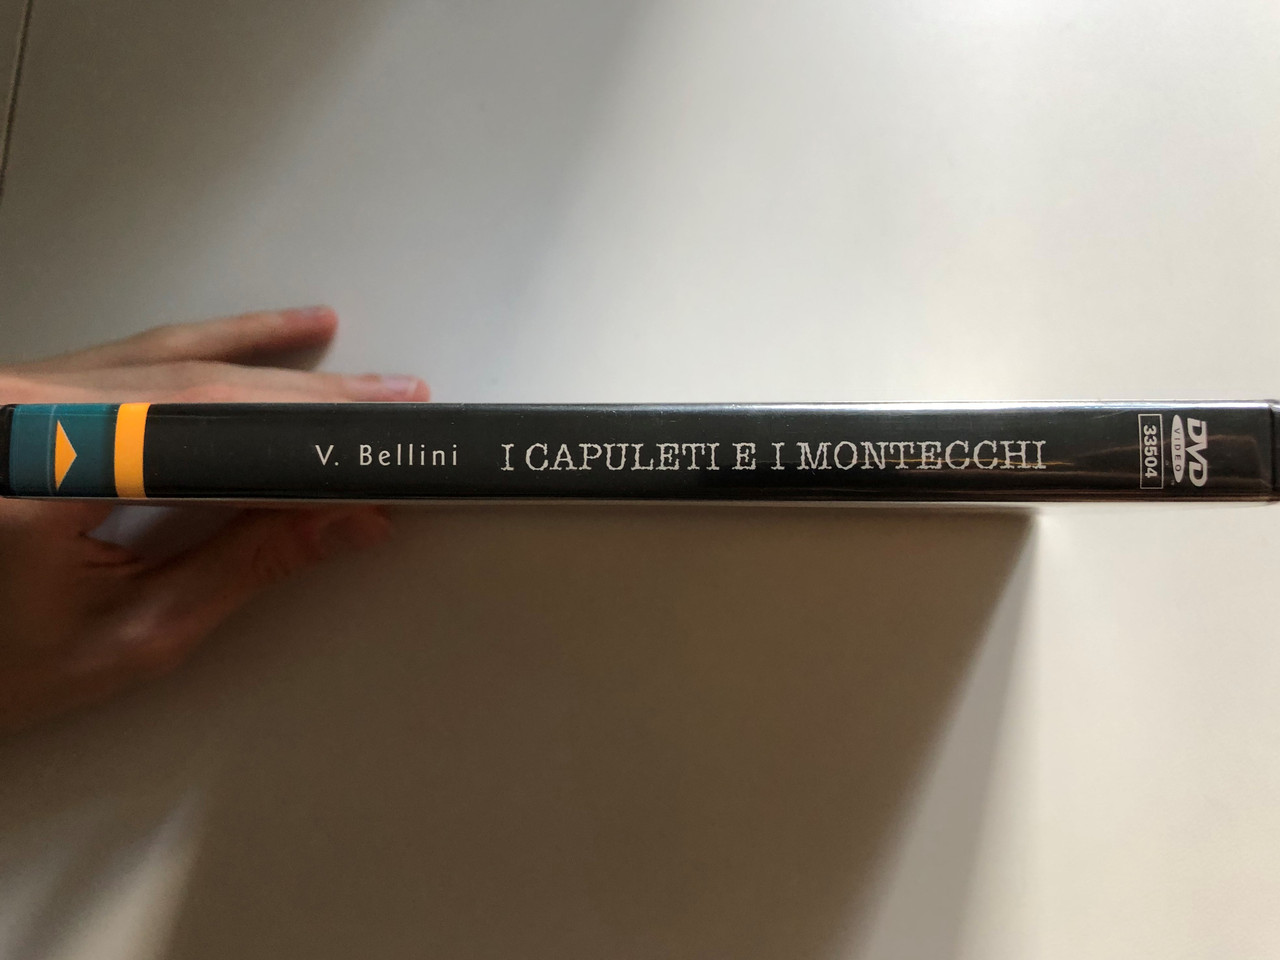 V. Bellini I CAPULETI E I MONTECCHI
33504
DVD
VIDEO